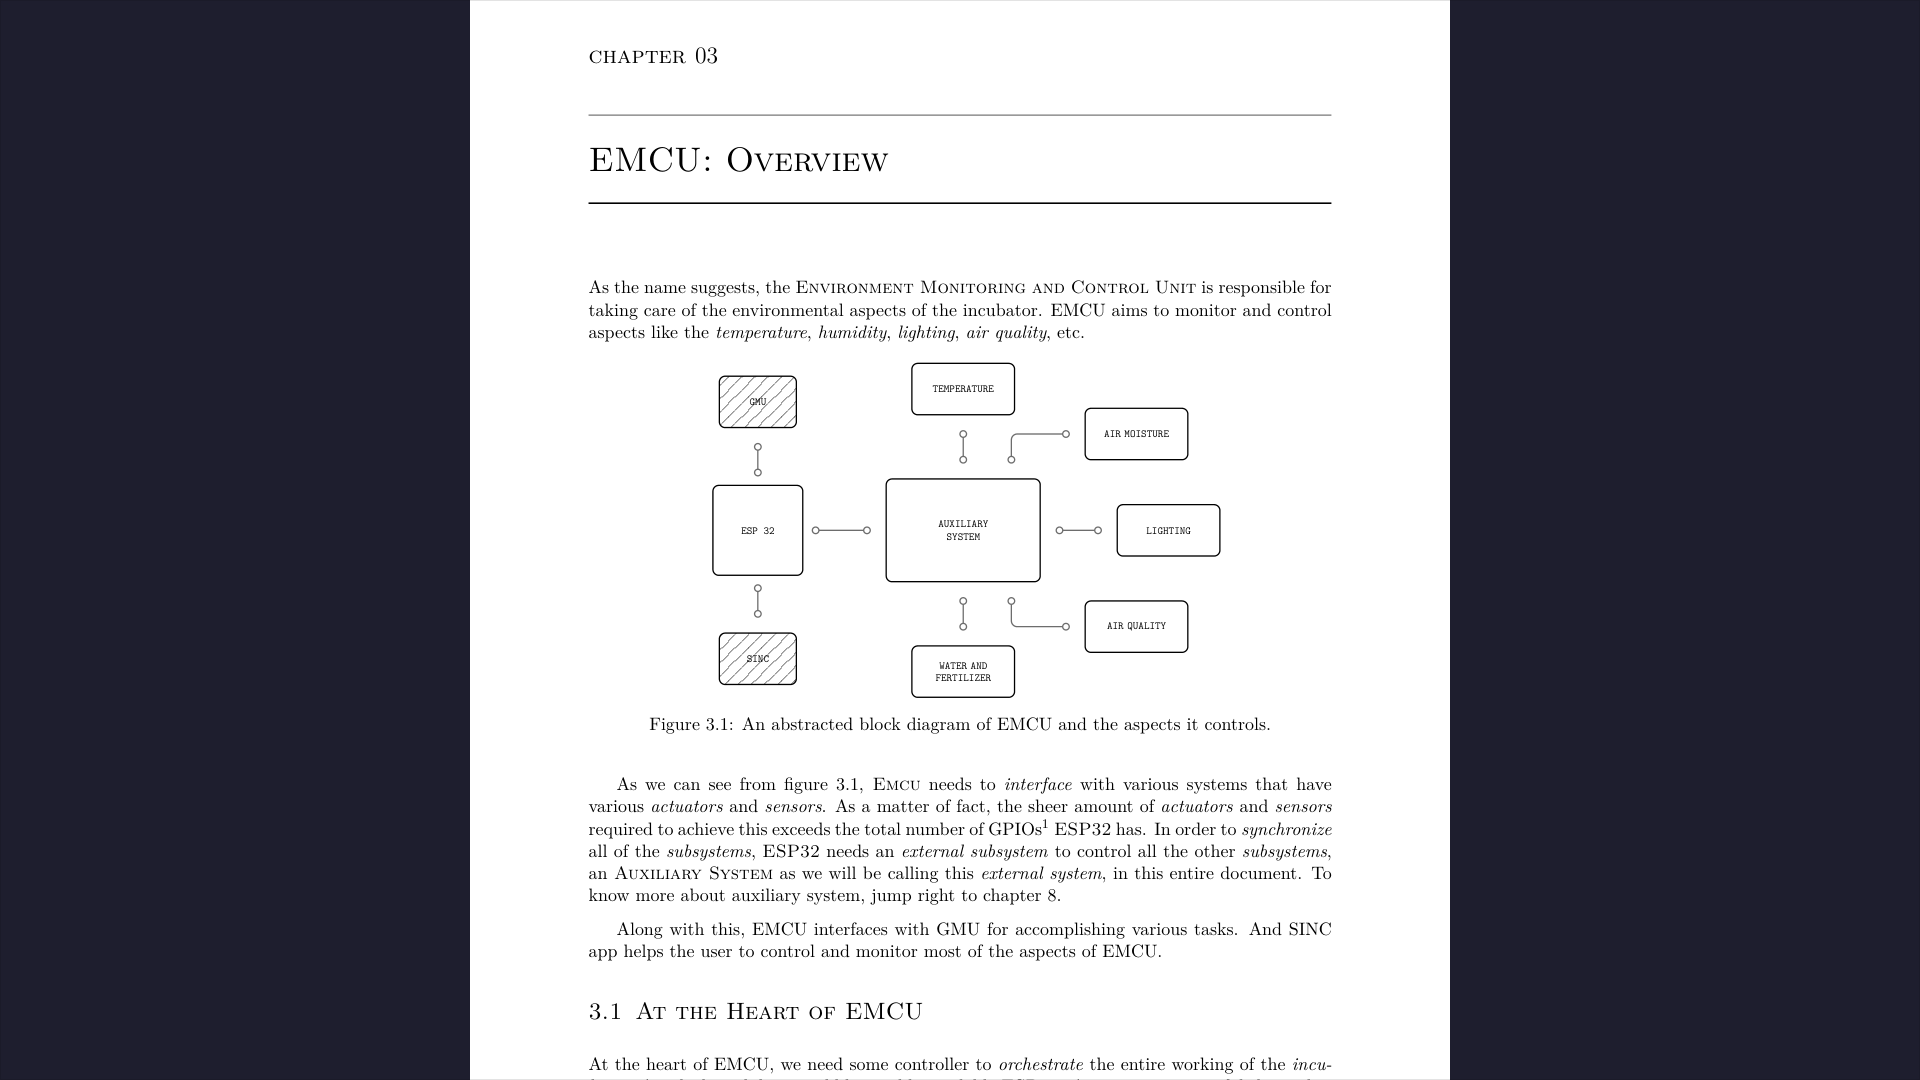 CHAPTER 03
EMCU: OVERVIEW
As the name suggests, the ENVIRONMENT MONITORING AND CONTROL UNIT is responsible for
taking care of the environmental aspects of the incubator. EMCU aims to monitor and control
aspects like the temperature, humidity, lighting, air quality, etc.
GMU
TEMPERATURE
AIR MOISTURE
ESP 32
AUXILIARY
SYSTEM
LIGHTING
SINC
WATER AND
FERTILIZER
AIR QUALITY
Figure 3.1: An abstracted block diagram of EMCU and the aspects it controls.
As we can see from figure 3.1, EMCU needs to interface with various systems that have
various actuators and sensors. As a matter of fact, the sheer amount of actuators and sensors
required to achieve this exceeds the total number of GPIOs¹ ESP32 has. In order to synchronize
all of the subsystems, ESP32 needs an external subsystem to control all the other subsystems,
an AUXILIARY SYSTEM as we will be calling this external system, in this entire document. To
know more about auxiliary system, jump right to chapter 8.
Along with this, EMCU interfaces with GMU for accomplishing various tasks. And SINC
app helps the user to control and monitor most of the aspects of EMCU.
3.1 AT THE HEART OF EMCU
At the heart of EMCU, we need some controller to orchestrate the entire working of the incu-